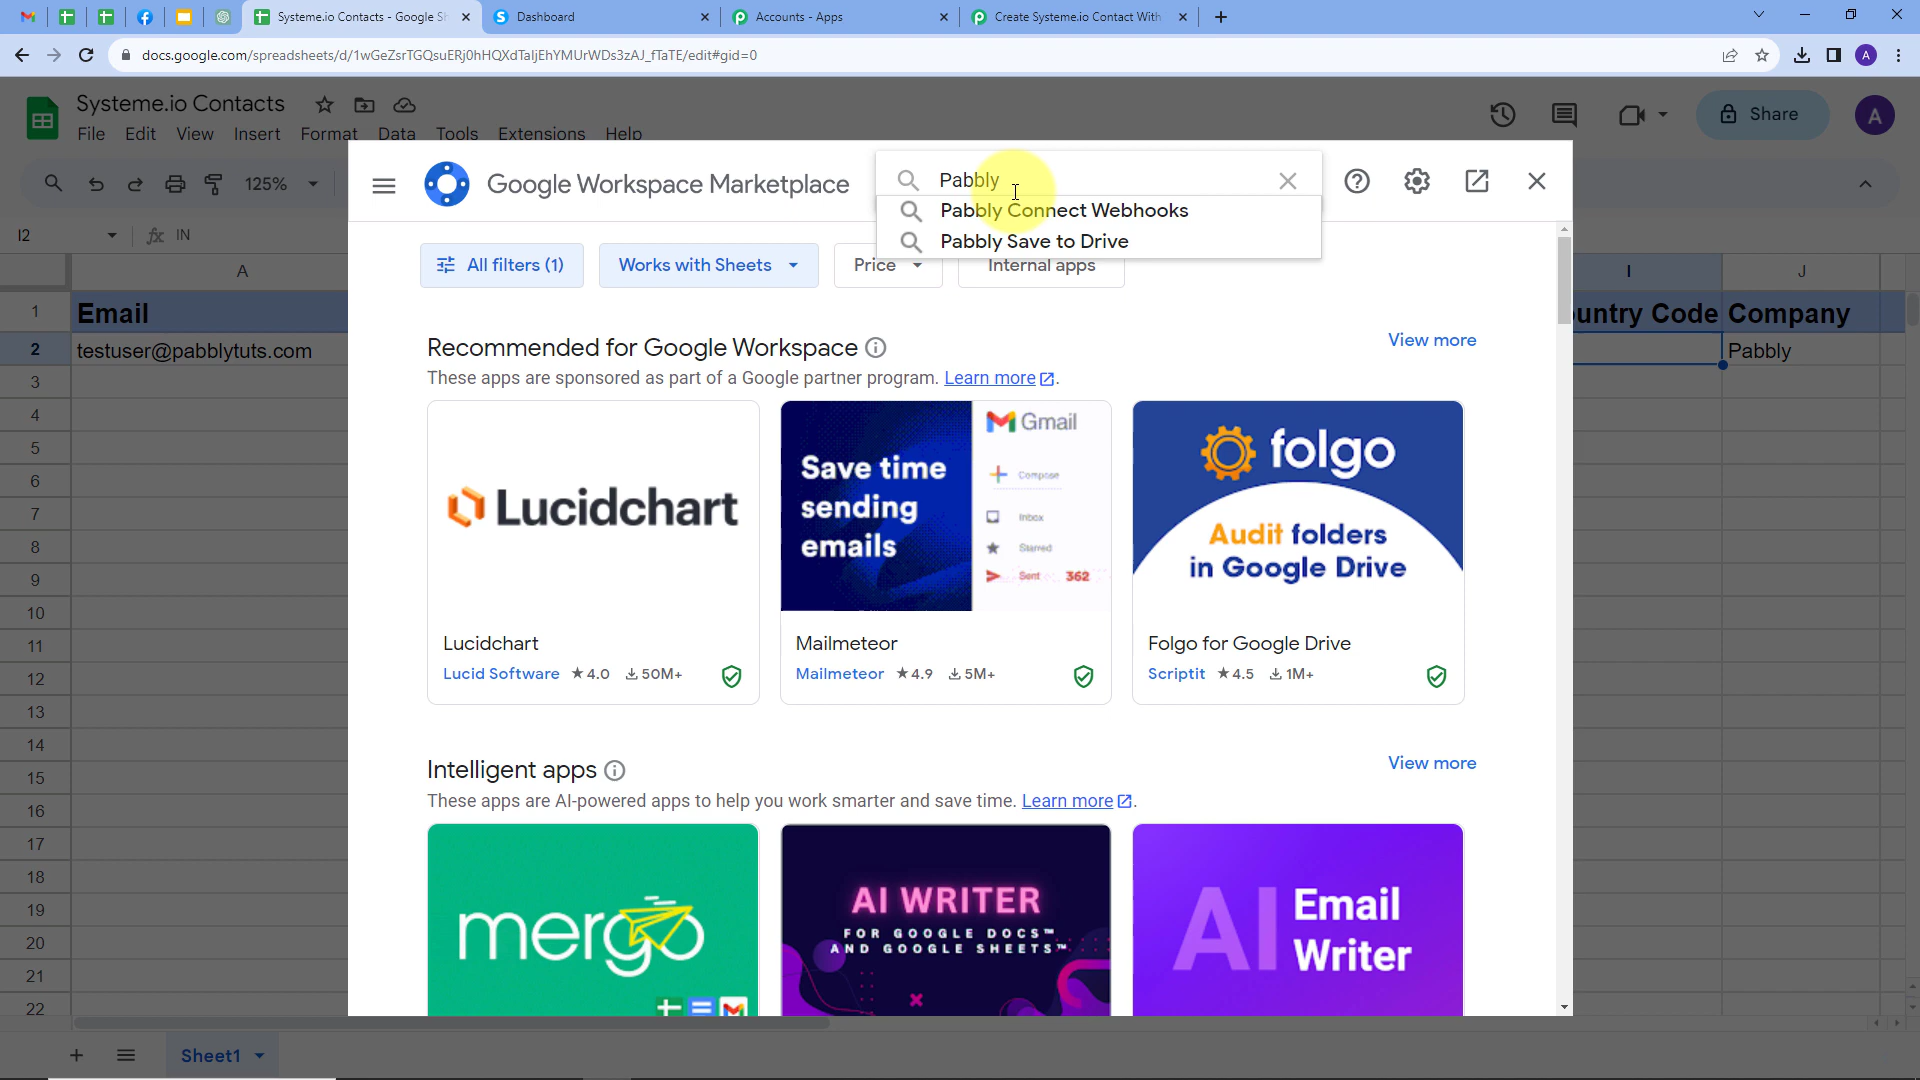 Systeme.io Contacts - Google Sh
Dashboard
Accounts - Apps
Create Systeme.io Contact With
docs.google.com/spreadsheets/d/1wGeZsrTGQsuERj0hHQXdTaljEhYMUrWDs3zAJ_fTaTE/edit#gid=0
A
Systeme.io Contacts
File Edit View Insert Format Data Tools Extensions Help
Share
A
125%
Google Workspace Marketplace
Pabbly
Pabbly Connect Webhooks
Pabbly Save to Drive
I2
fx IN
All filters (1)
Works with Sheets
Price
Internal apps
A
I
J
1 Email
untry Code
Company
2 testuser@pabblytuts.com
Pabbly
3
4
5
6
7
8
9
10
11
12
13
14
15
16
17
18
19
20
21
22
Recommended for Google Workspace
View more
These apps are sponsored as part of a Google partner program. Learn more.
Lucidchart
Save time
sending
emails
Gmail
Compose
Inbox
Starred
Sent 362
folgo
Audit folders
in Google Drive
Lucidchart
Lucid Software ★4.0 50M+
Mailmeteor
Mailmeteor ★4.9 5M+
Folgo for Google Drive
Scriptit ★4.5 1M+
Intelligent apps
View more
These apps are AI-powered apps to help you work smarter and save time. Learn more.
mergo
AI WRITER
FOR GOOGLE DOCS™
AND GOOGLE SHEETS™
AI Email
Writer
Sheet1